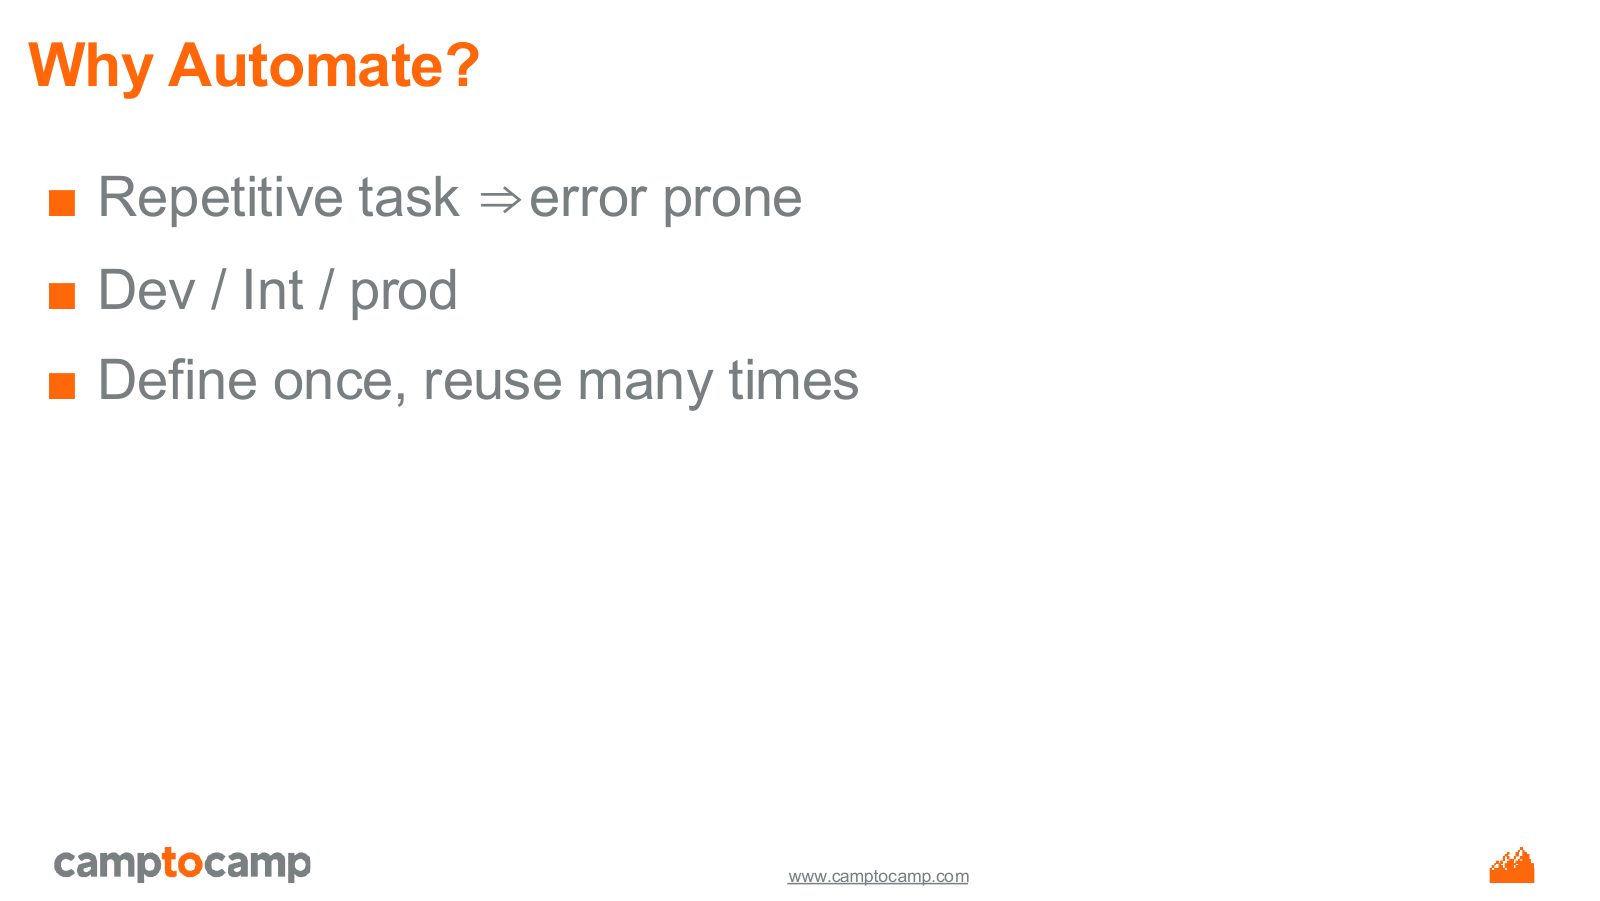 Why Automate?
■ Repetitive task ⇒ error prone
■ Dev / Int / prod
■ Define once, reuse many times
camptocamp
www.camptocamp.com